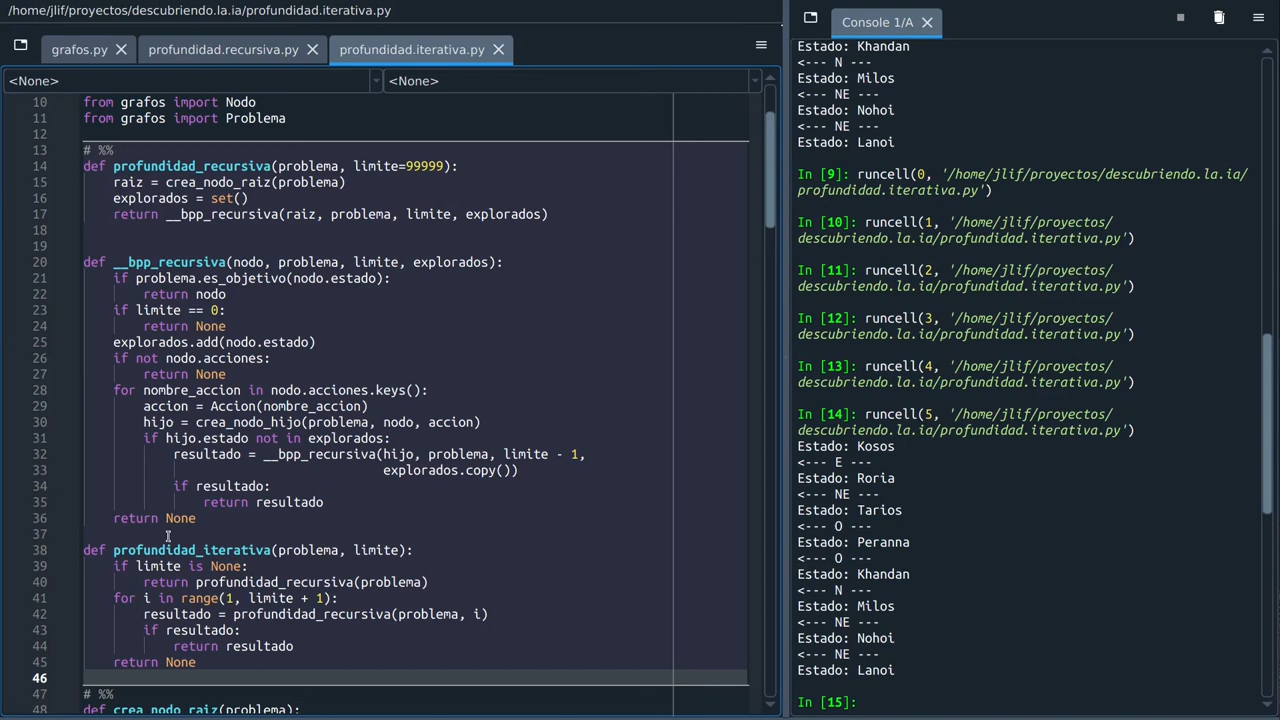 /home/jlif/proyectos/descubriendo.la.ia/profundidad.iterativa.py
grafos.py
profundidad.recursiva.py
profundidad.iterativa.py
<None>
<None>
10 from grafos import Nodo
11 from grafos import Problema
12
13 # %%
14 def profundidad_recursiva(problema, limite=99999):
15 raiz = crea_nodo_raiz(problema)
16 explorados = set()
17 return __bpp_recursiva(raiz, problema, limite, explorados)
18
19
20 def __bpp_recursiva(nodo, problema, limite, explorados):
21 if problema.es_objetivo(nodo.estado):
22 return nodo
23 if limite == 0:
24 return None
25 explorados.add(nodo.estado)
26 if not nodo.acciones:
27 return None
28 for nombre_accion in nodo.acciones.keys():
29 accion = Accion(nombre_accion)
30 hijo = crea_nodo_hijo(problema, nodo, accion)
31 if hijo.estado not in explorados:
32 resultado = __bpp_recursiva(hijo, problema, limite - 1,
33 explorados.copy())
34 if resultado:
35 return resultado
36 return None
37
38 def profundidad_iterativa(problema, limite):
39 if limite is None:
40 return profundidad_recursiva(problema)
41 for i in range(1, limite + 1):
42 resultado = profundidad_recursiva(problema, i)
43 if resultado:
44 return resultado
45 return None
46
47 # %%
48 def crea_nodo_raiz(problema):
Console 1/A
Estado: Khandan
<--- N ---
Estado: Milos
<--- NE ---
Estado: Nohoi
<--- NE ---
Estado: Lanoi
In [9]: runcell(0, '/home/jlif/proyectos/descubriendo.la.ia/
profundidad.iterativa.py')
In [10]: runcell(1, '/home/jlif/proyectos/
descubriendo.la.ia/profundidad.iterativa.py')
In [11]: runcell(2, '/home/jlif/proyectos/
descubriendo.la.ia/profundidad.iterativa.py')
In [12]: runcell(3, '/home/jlif/proyectos/
descubriendo.la.ia/profundidad.iterativa.py')
In [13]: runcell(4, '/home/jlif/proyectos/
descubriendo.la.ia/profundidad.iterativa.py')
In [14]: runcell(5, '/home/jlif/proyectos/
descubriendo.la.ia/profundidad.iterativa.py')
Estado: Kosos
<--- E ---
Estado: Roria
<--- NE ---
Estado: Tarios
<--- O ---
Estado: Peranna
<--- O ---
Estado: Khandan
<--- N ---
Estado: Milos
<--- NE ---
Estado: Nohoi
<--- NE ---
Estado: Lanoi
In [15]: